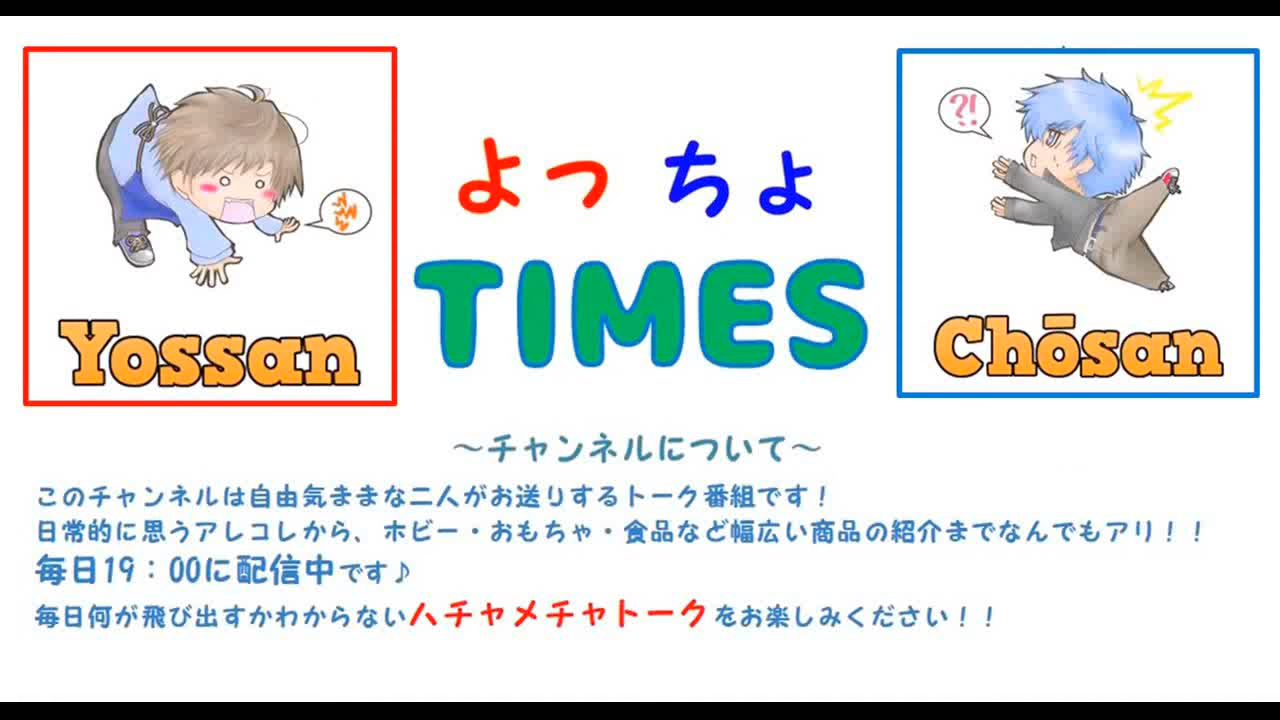 よっ ちょ
TIMES
?!
Yossan
Chōsan
～チャンネルについて～
このチャンネルは自由気ままな二人がお送りするトーク番組です！
日常的に思うアレコレから、ホビー・おもちゃ・食品など幅広い商品の紹介までなんでもアリ！！
毎日19：00に配信中です♪
毎日何が飛び出すかわからないハチャメチャトークをお楽しみください！！